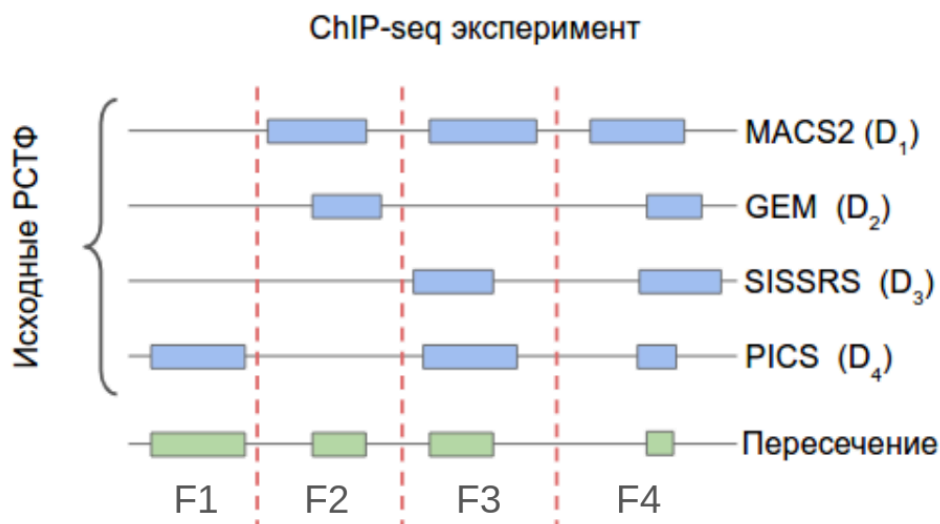 ChIP-seq эксперимент
Исходные РСТФ
MACS2 (D1)
GEM (D2)
SISSRS (D3)
PICS (D4)
Пересечение
F1 F2 F3 F4